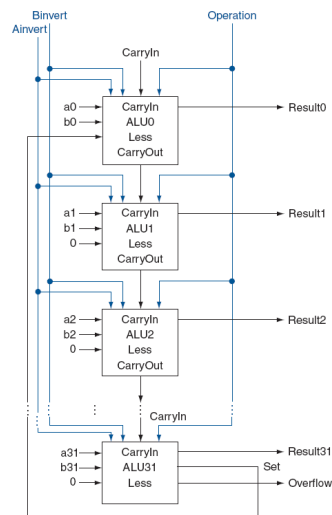 Binvert
Operation
Ainvert
CarryIn
a0 CarryIn Result0
b0 ALU0
Less
CarryOut
a1 CarryIn Result1
b1 ALU1
0 Less
CarryOut
a2 CarryIn Result2
b2 ALU2
0 Less
CarryOut
CarryIn
a31 CarryIn Result31
b31 ALU31 Set
0 Less Overflow